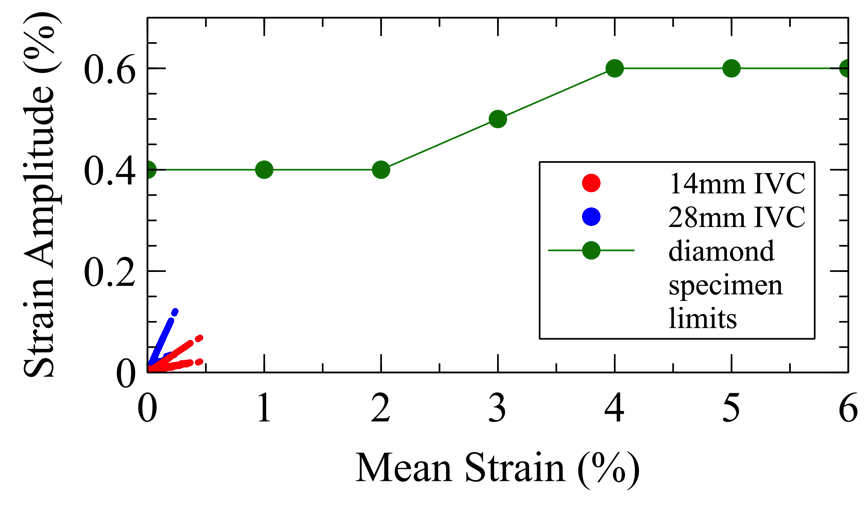 Strain Amplitude (%)
0.6
0.4
0.2
0
0 1 2 3 4 5 6
Mean Strain (%)
14mm IVC
28mm IVC
diamond
specimen
limits